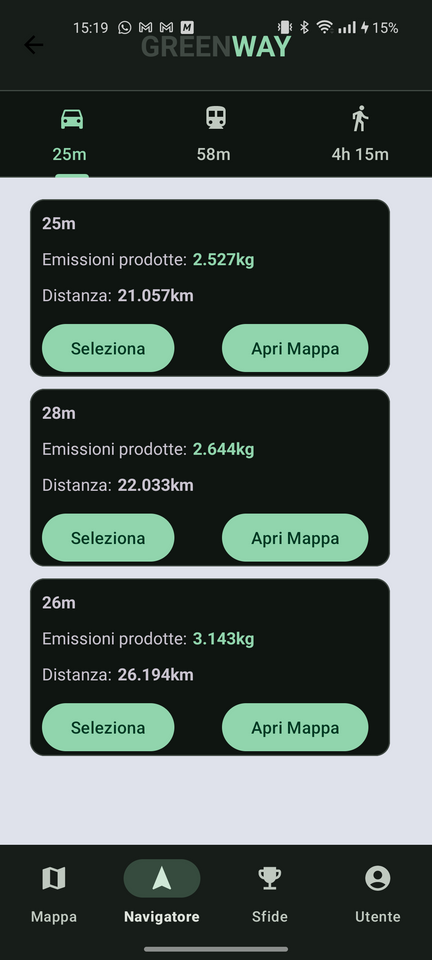 15:19 15%
GREENWAY
25m 58m 4h 15m
25m
Emissioni prodotte: 2.527kg
Distanza: 21.057km
Seleziona Apri Mappa
28m
Emissioni prodotte: 2.644kg
Distanza: 22.033km
Seleziona Apri Mappa
26m
Emissioni prodotte: 3.143kg
Distanza: 26.194km
Seleziona Apri Mappa
Mappa Navigatore Sfide Utente